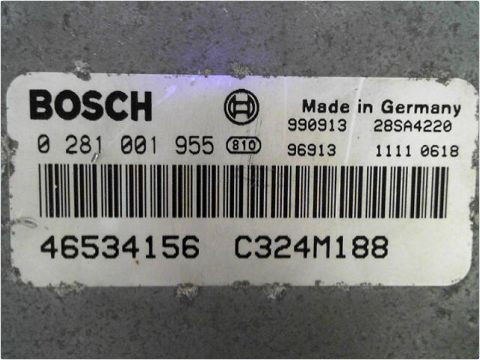 BOSCH Made in Germany
990913 28SA4220
0 281 001 955 810 96913 1111 0618
46534156 C324M188